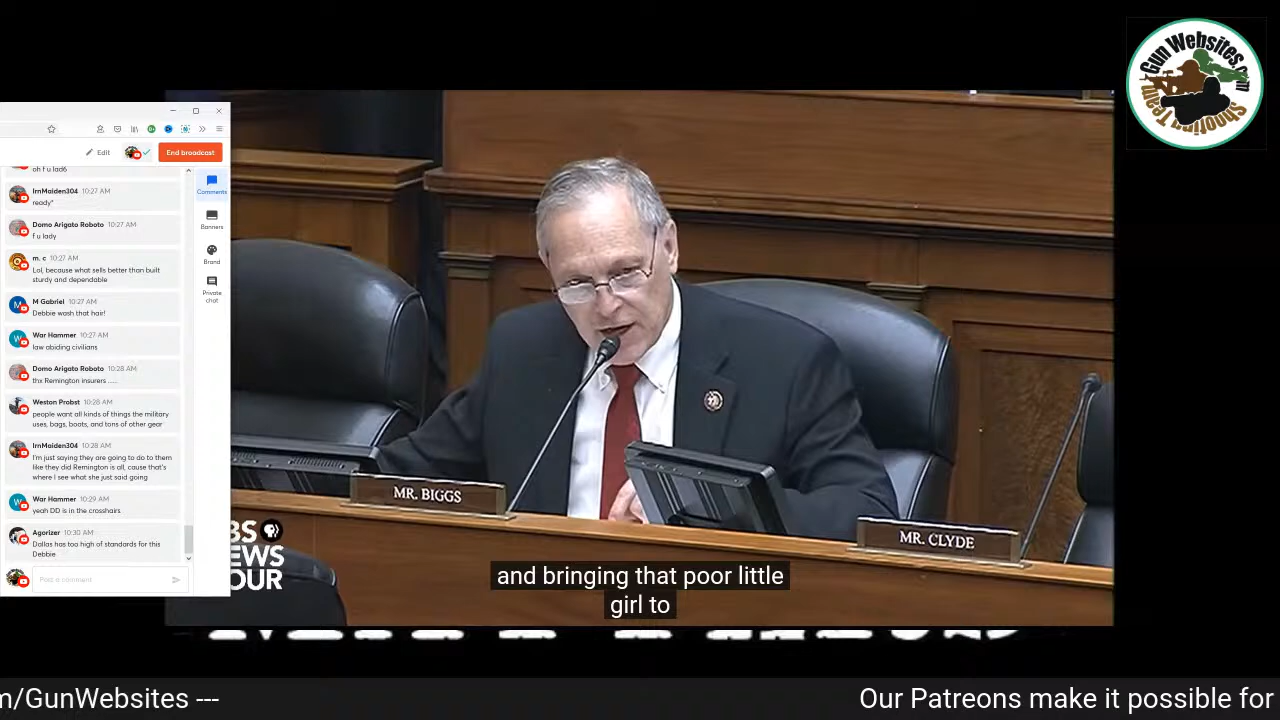 Gun Websites.com
Shooting Team
Edit
End broadcast
oh f u lad6
IrnMaiden304 10:27 AM
ready*
Domo Arigato Roboto 10:27 AM
f u lady
m. c 10:27 AM
Lol, because what sells better than built
sturdy and dependable
M Gabriel 10:27 AM
Debbie wash that hair!
War Hammer 10:27 AM
law abiding civilians
Domo Arigato Roboto 10:28 AM
thx Remington insurers ......
Weston Probst 10:28 AM
people want all kinds of things the military
uses, bags, boots, and tons of other gear
IrnMaiden304 10:28 AM
I'm just saying they are going to do to them
like they did Remington is all, cause that's
where I see what she just said going
War Hammer 10:29 AM
yeah DD is in the crosshairs.
Agorizer 10:30 AM
Dallas has too high of standards for this
Debbie
Post a comment
Comments
Banners
Brand
Private
chat
MR. BIGGS
MR. CLYDE
BS
EWS
OUR
and bringing that poor little
girl to
m/GunWebsites --- Our Patreons make it possible for